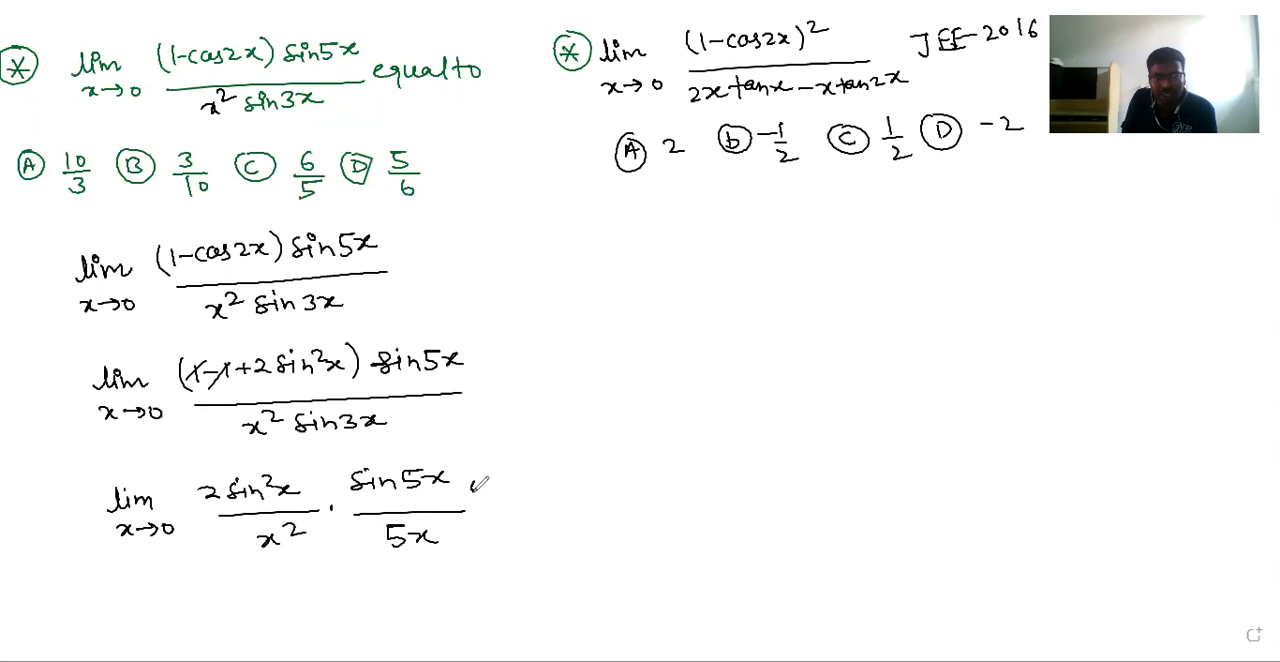 (*) lim x→0 (1-cos2x) sin5x / x² sin3x equal to
(A) 10/3 (B) 3/10 (C) 6/5 (D) 5/6
lim x→0 (1-cos2x) sin5x / x² sin3x
lim x→0 (1-1+2sin²x) sin5x / x² sin3x
lim x→0 2sin²x / x² · sin5x / 5x
(*) lim x→0 (1-cos2x)² / 2x tanx - x tan2x JEE-2016
(A) 2 (b) -1/2 (C) 1/2 (D) -2